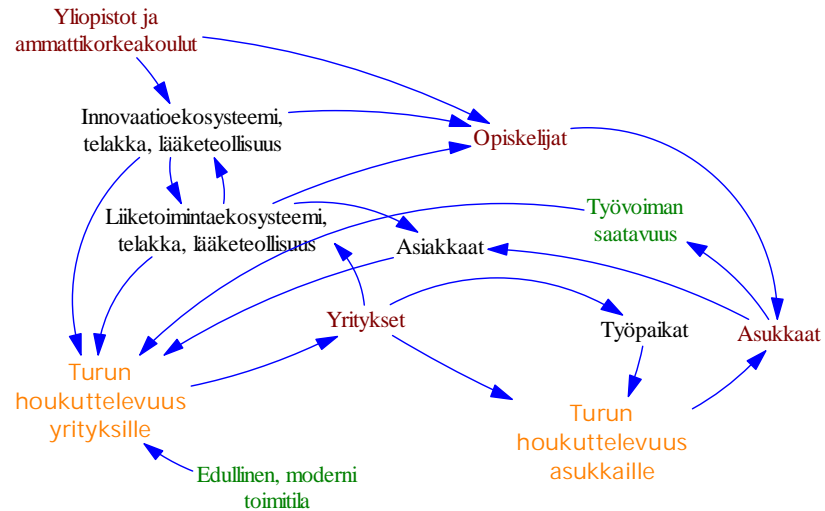 Yliopistot ja
ammattikorkeakoulut
Innovaatioekosysteemi,
telakka, lääketeollisuus
Opiskelijat
Liiketoimintaekosysteemi,
telakka, lääketeollisuus
Työvoiman
saatavuus
Asiakkaat
Yritykset
Työpaikat
Asukkaat
Turun
houkuttelevuus
yrityksille
Turun
houkuttelevuus
asukkaille
Edullinen, moderni
toimitila